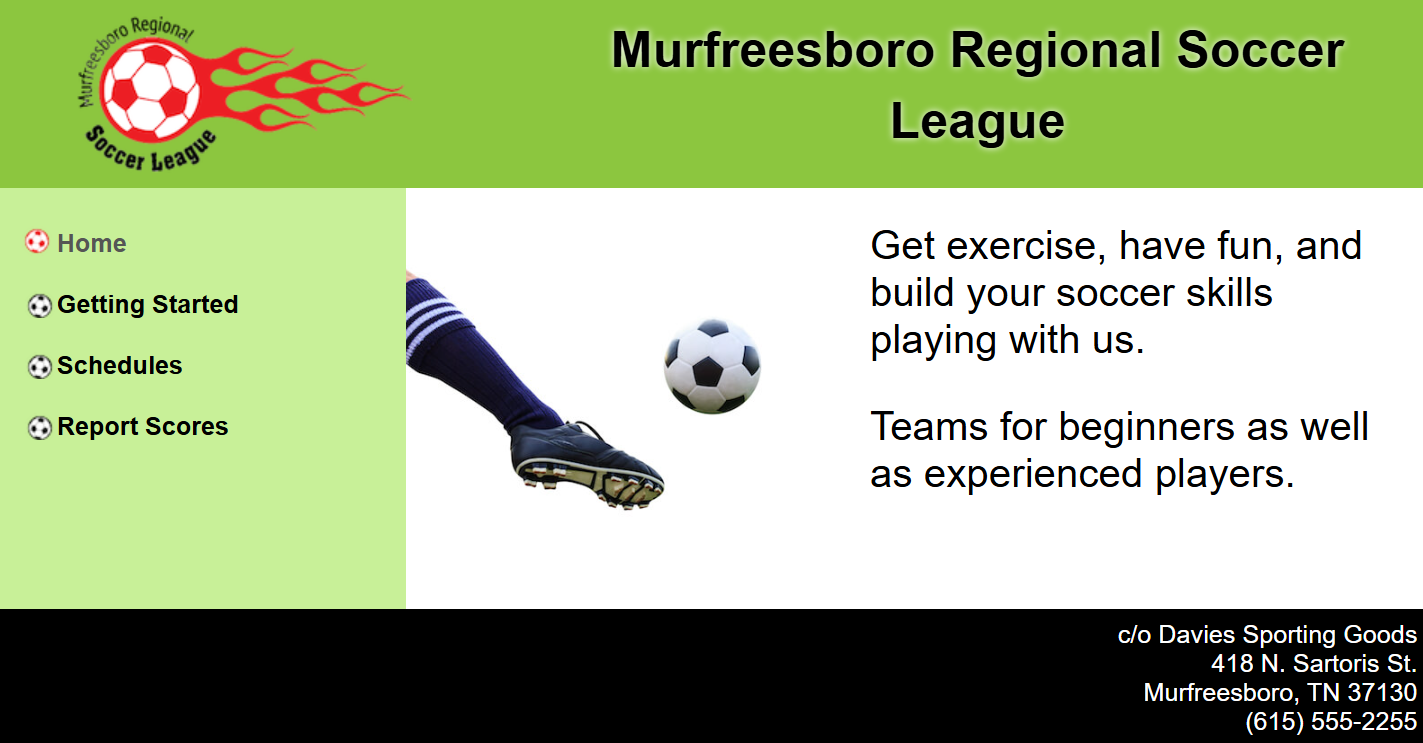 Murfreesboro Regional
Soccer League
Murfreesboro Regional Soccer
League
Home
Getting Started
Schedules
Report Scores
Get exercise, have fun, and
build your soccer skills
playing with us.
Teams for beginners as well
as experienced players.
c/o Davies Sporting Goods
418 N. Sartoris St.
Murfreesboro, TN 37130
(615) 555-2255